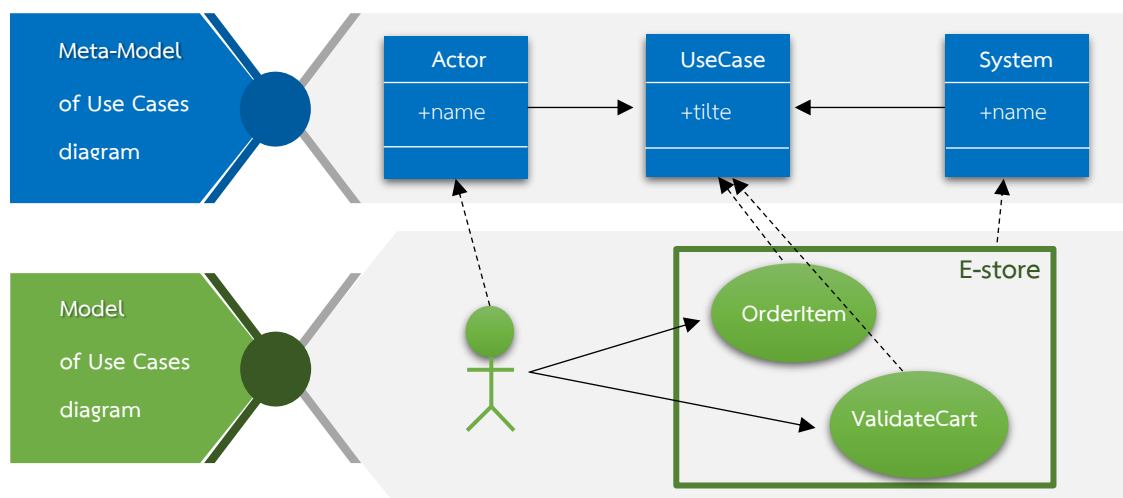 Meta-Model
of Use Cases
diagram
Actor
+name
UseCase
+tilte
System
+name
Model
of Use Cases
diagram
E-store
OrderItem
ValidateCart